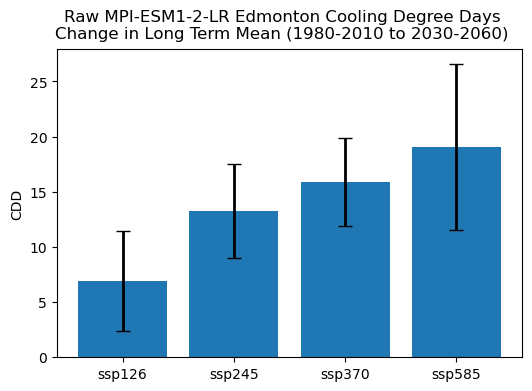 Raw MPI-ESM1-2-LR Edmonton Cooling Degree Days
Change in Long Term Mean (1980-2010 to 2030-2060)
25
20
15
10
5
0
CDD
ssp126 ssp245 ssp370 ssp585